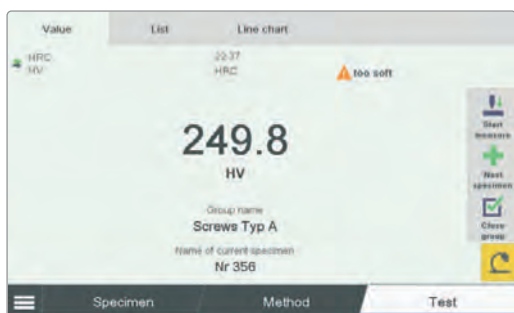 Value List Line chart
HRC 22.37
HV HRC
too soft
249.8
HV
Group name
Screws Typ A
Name of current specimen
Nr 356
Start
measure
Next
specimen
Close
group
Specimen Method Test